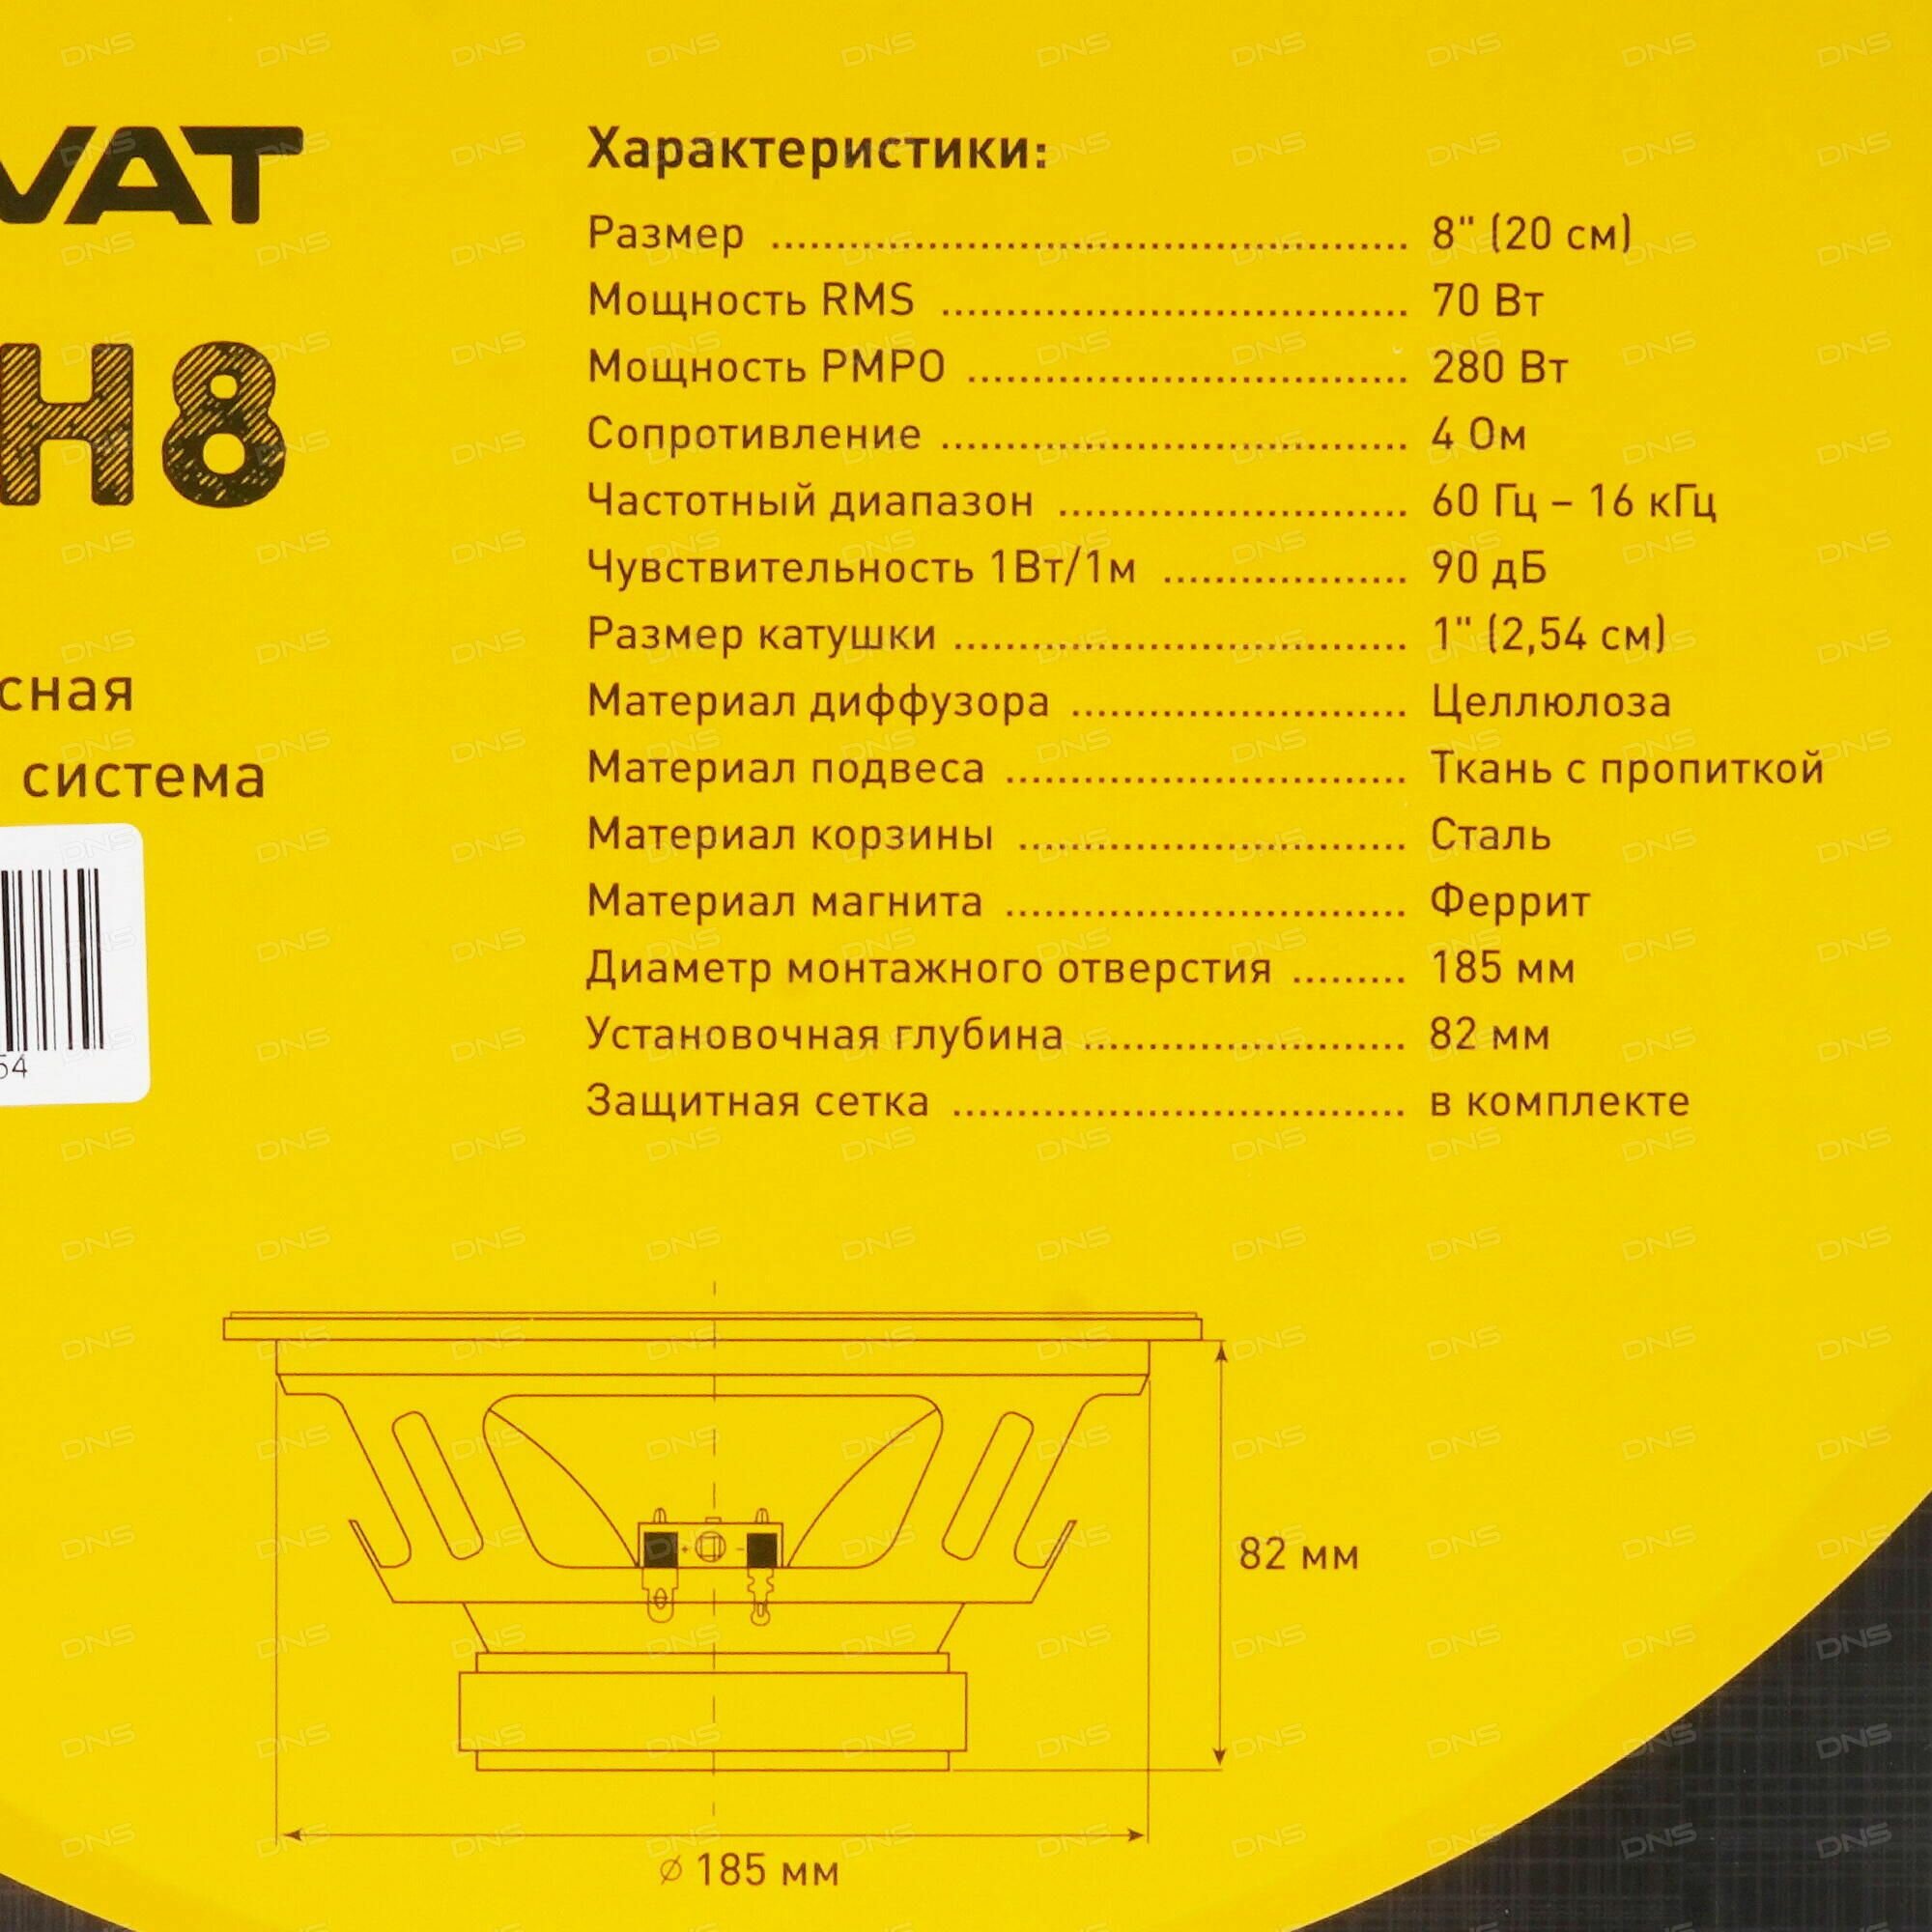 VAT
H8
сная
система
54
Характеристики:
Размер ........ 8" (20 см)
Мощность RMS ........ 70 Вт
Мощность PMPO ........ 280 Вт
Сопротивление ........ 4 Ом
Частотный диапазон ........ 60 Гц – 16 кГц
Чувствительность 1Вт/1м ........ 90 дБ
Размер катушки ........ 1" (2,54 см)
Материал диффузора ........ Целлюлоза
Материал подвеса ........ Ткань с пропиткой
Материал корзины ........ Сталь
Материал магнита ........ Феррит
Диаметр монтажного отверстия ........ 185 мм
Установочная глубина ........ 82 мм
Защитная сетка ........ в комплекте
+ -
82 мм
⌀ 185 мм
DNS